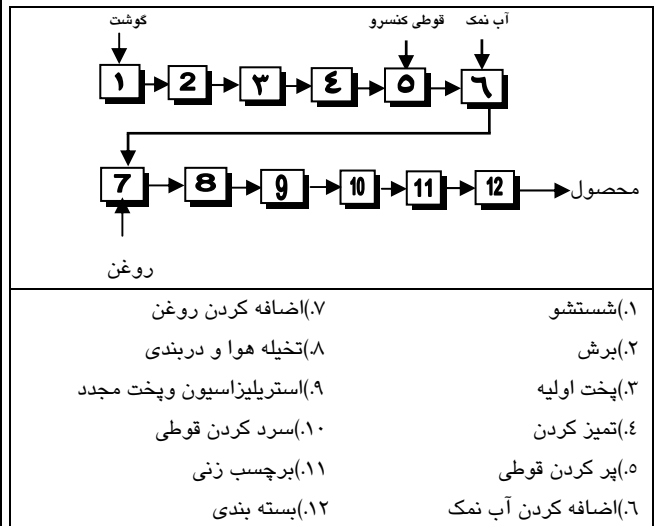 گوشت قوطی کنسرو آب نمک
۱ 2 ۳ ٤ ٥ ٦
7 8 9 10 11 12 محصول
روغن
۱.)شستشو
۲.)برش
۳.)پخت اولیه
٤.)تمیز کردن
٥.)پر کردن قوطی
٦.)اضافه کردن آب نمک
۷.)اضافه کردن روغن
۸.)تخیله هوا و دربندی
۹.)استریلیزاسیون وپخت مجدد
۱۰.)سرد کردن قوطی
۱۱.)برچسب زنی
۱۲.)بسته بندی